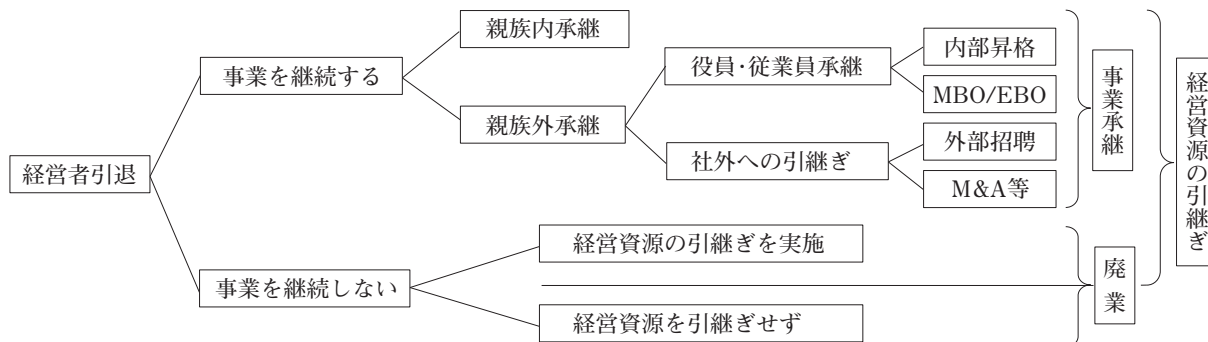 親族内承継
内部昇格
役員・従業員承継
事業を継続する
MBO/EBO
親族外承継
事業承継
外部招聘
社外への引継ぎ
経営者引退
M&A等
経営資源の引継ぎ
経営資源の引継ぎを実施
事業を継続しない
廃業
経営資源を引継ぎせず